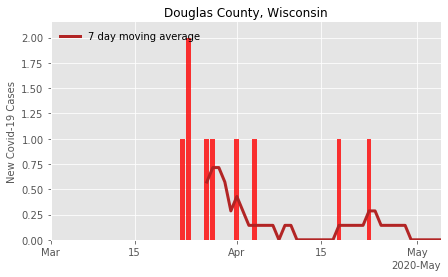 Douglas County, Wisconsin
7 day moving average
New Covid-19 Cases
2.00
1.75
1.50
1.25
1.00
0.75
0.50
0.25
0.00
Mar
15
Apr
15
May
2020-May